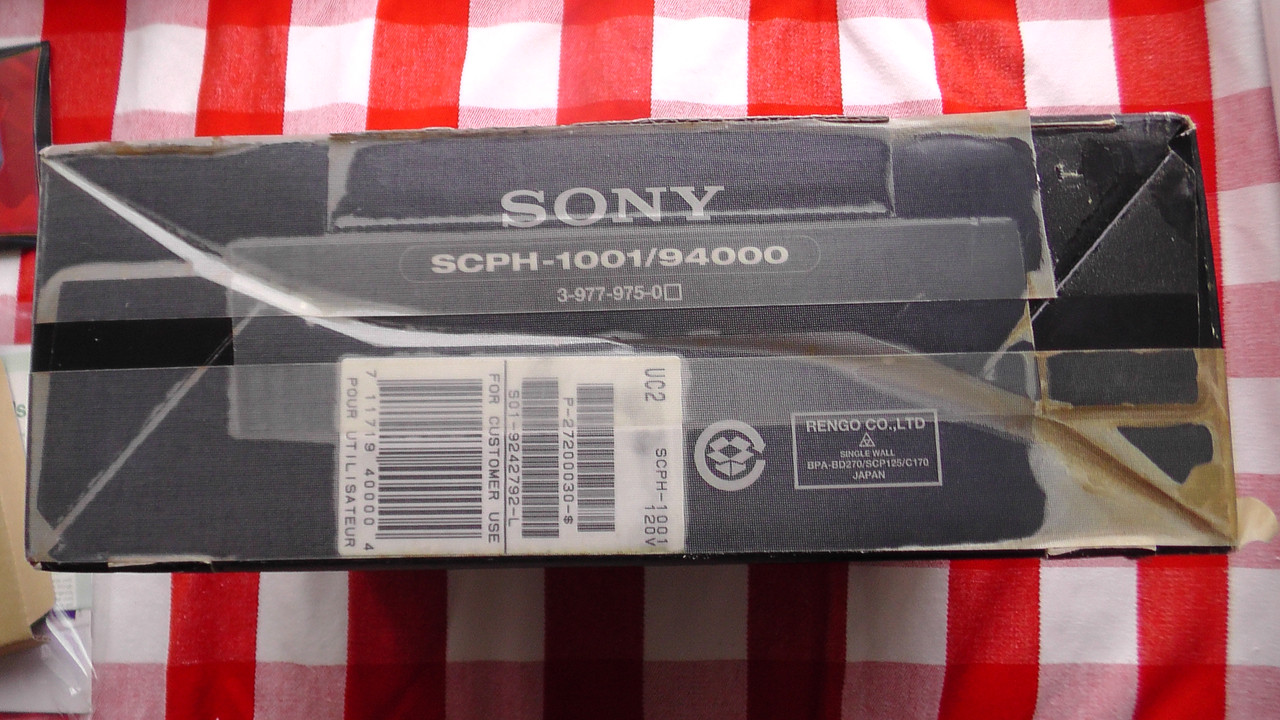 SONY
SCPH-1001/94000
3-977-975-0□
UC2 SCPH-1001
120V
P-27200030-$
S01-9242792-L
FOR CUSTOMER USE
7 11719 40000 4
POUR UTILISATEUR
RENGO CO.,LTD
SINGLE WALL
BPA-BD270/SCP125/C170
JAPAN